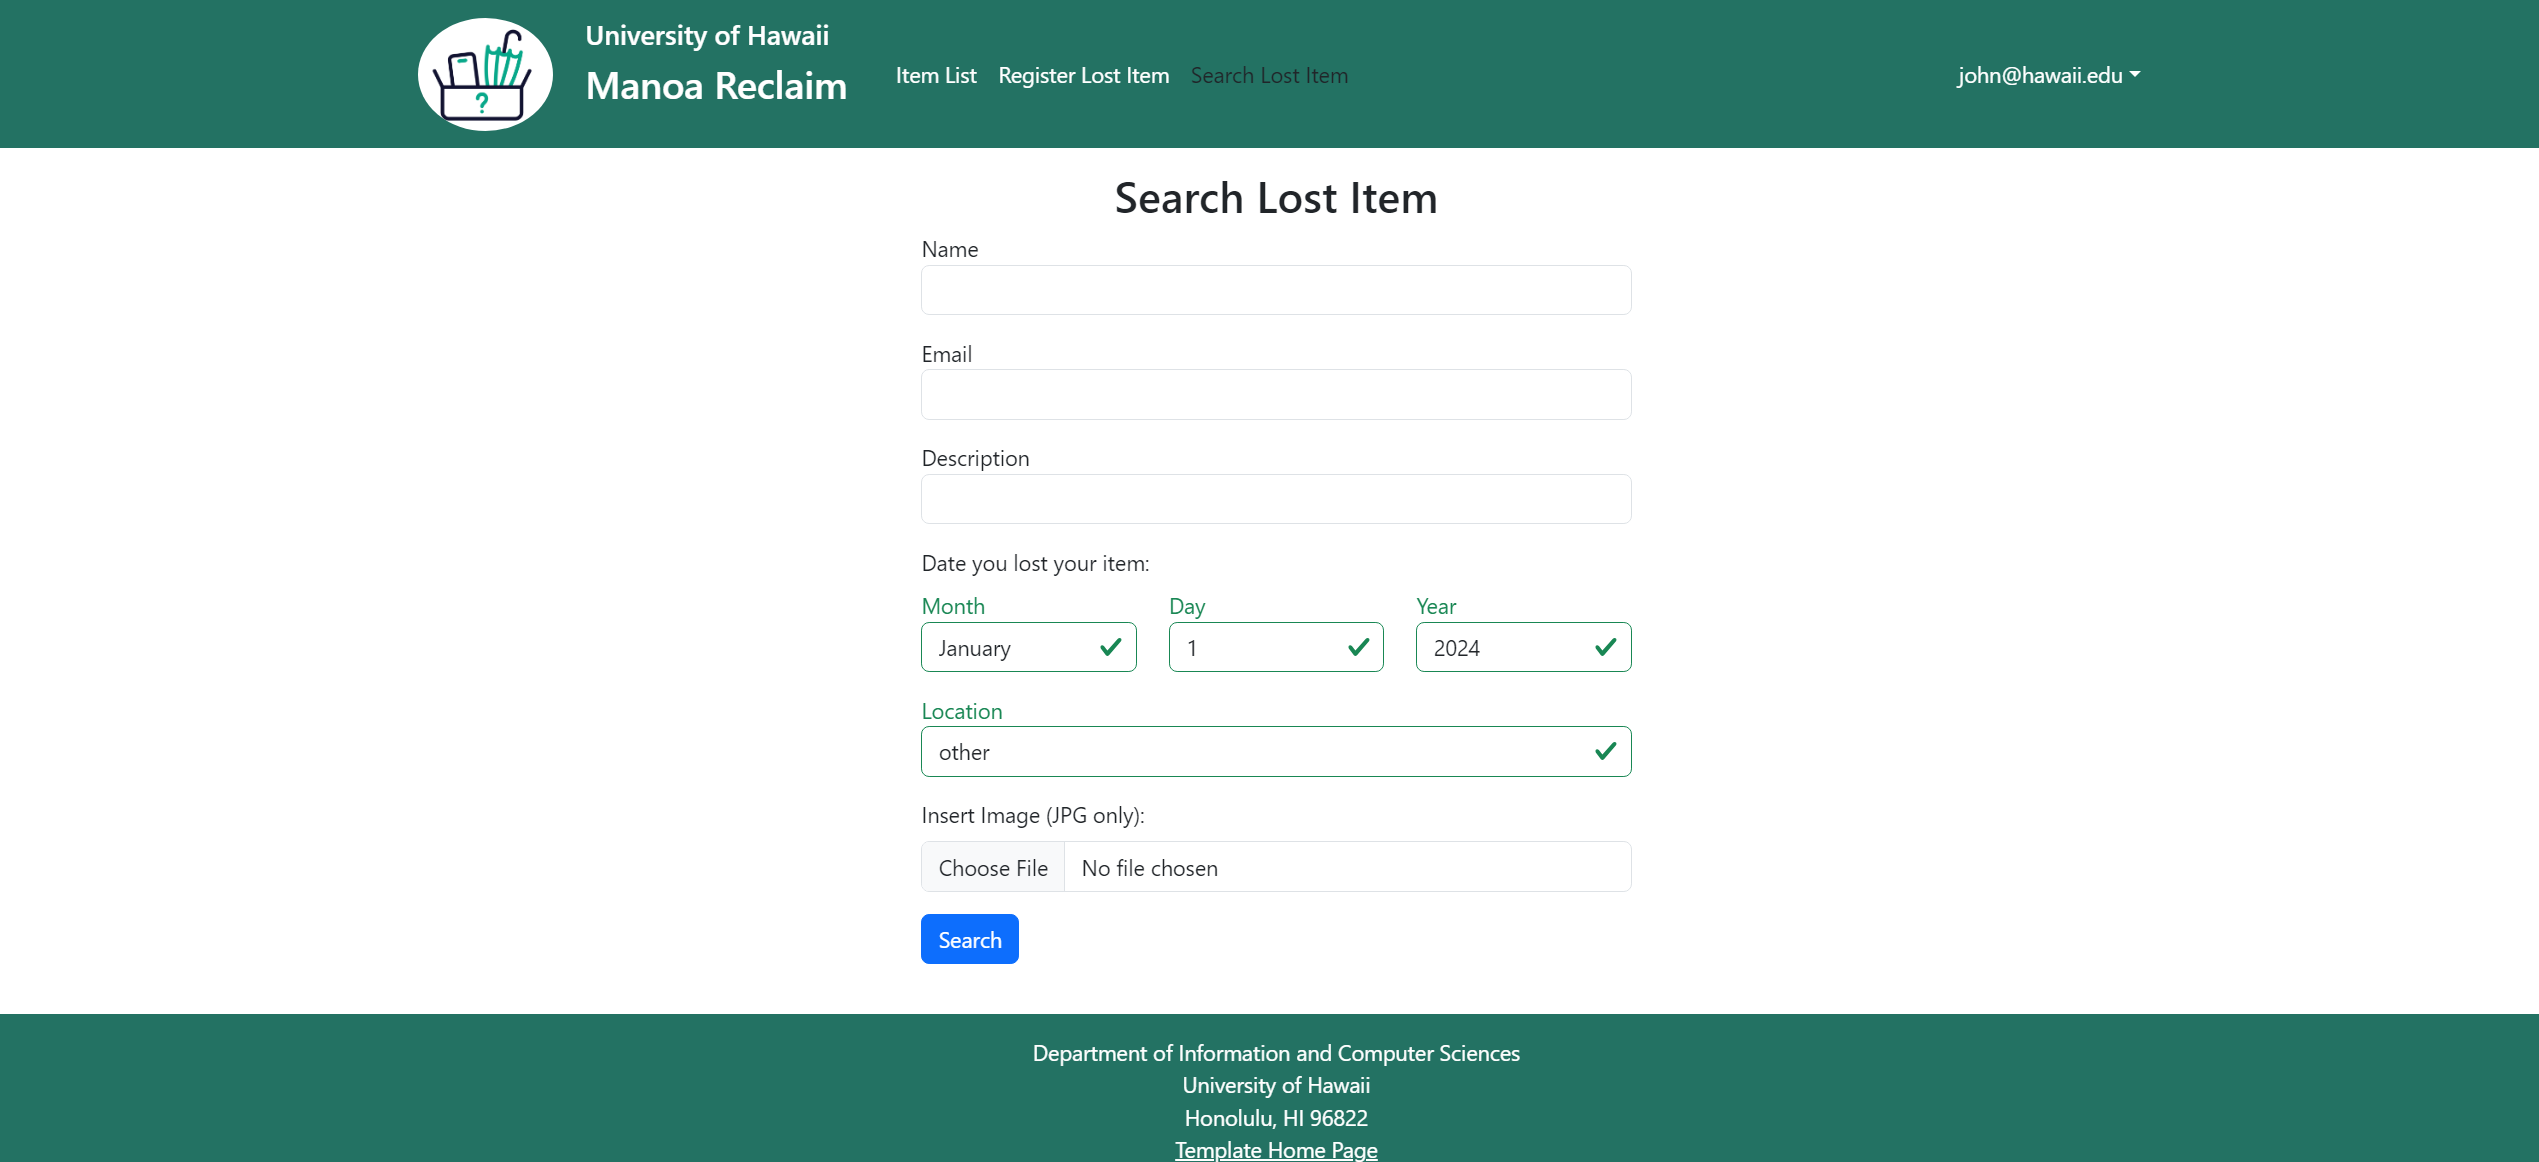 University of Hawaii
Manoa Reclaim
Item List Register Lost Item Search Lost Item john@hawaii.edu
?
Search Lost Item
Name
Email
Description
Date you lost your item:
Month Day Year
January 1 2024
Location
other
Insert Image (JPG only):
Choose File No file chosen
Search
Department of Information and Computer Sciences
University of Hawaii
Honolulu, HI 96822
Template Home Page